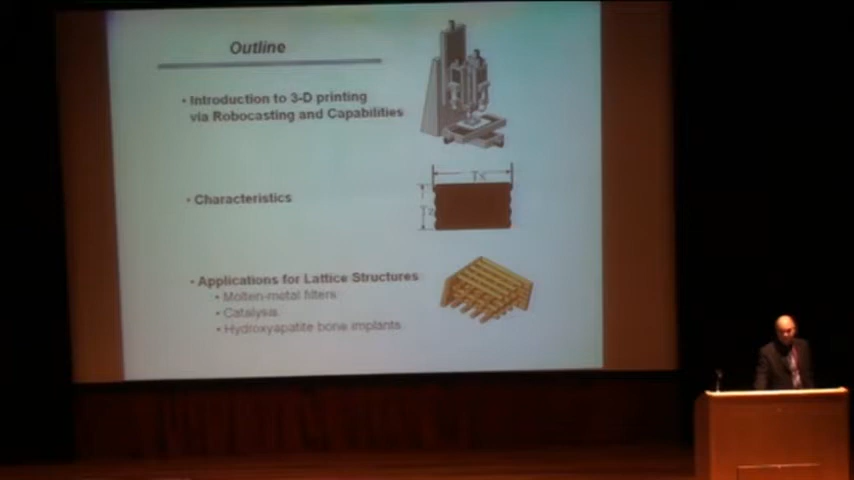 Outline
• Introduction to 3-D printing
via Robocasting and Capabilities
• Characteristics
• Applications for Lattice Structures
• Molten-metal filters
• Catalysis
• Hydroxyapatite bone implants